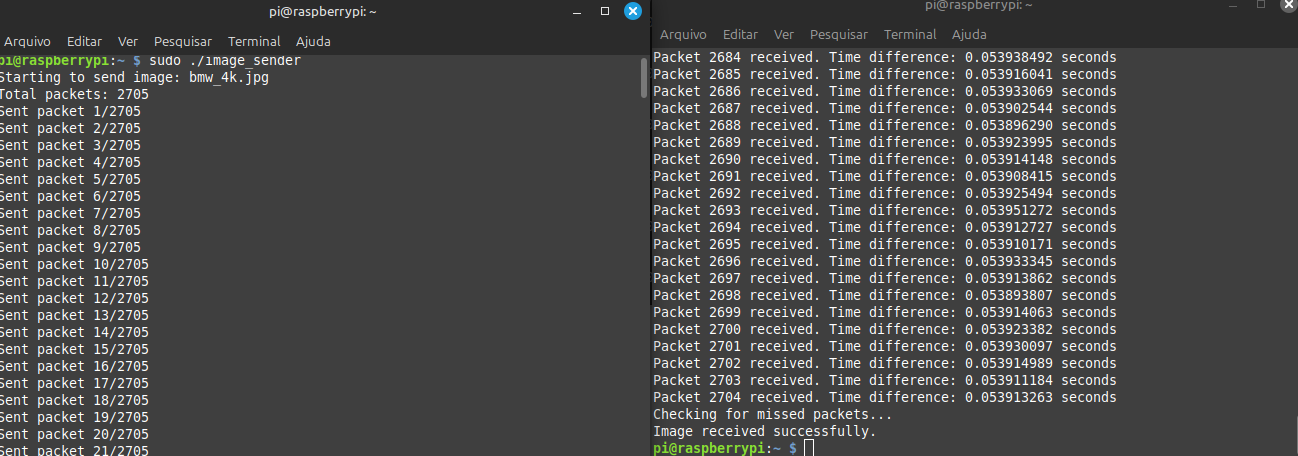 pi@raspberrypi: ~
Arquivo Editar Ver Pesquisar Terminal Ajuda
pi@raspberrypi:~ $ sudo ./image_sender
Starting to send image: bmw_4k.jpg
Total packets: 2705
Sent packet 1/2705
Sent packet 2/2705
Sent packet 3/2705
Sent packet 4/2705
Sent packet 5/2705
Sent packet 6/2705
Sent packet 7/2705
Sent packet 8/2705
Sent packet 9/2705
Sent packet 10/2705
Sent packet 11/2705
Sent packet 12/2705
Sent packet 13/2705
Sent packet 14/2705
Sent packet 15/2705
Sent packet 16/2705
Sent packet 17/2705
Sent packet 18/2705
Sent packet 19/2705
Sent packet 20/2705
Sent packet 21/2705
pi@raspberrypi: ~
Arquivo Editar Ver Pesquisar Terminal Ajuda
Packet 2684 received. Time difference: 0.053938492 seconds
Packet 2685 received. Time difference: 0.053916041 seconds
Packet 2686 received. Time difference: 0.053933069 seconds
Packet 2687 received. Time difference: 0.053902544 seconds
Packet 2688 received. Time difference: 0.053896290 seconds
Packet 2689 received. Time difference: 0.053923995 seconds
Packet 2690 received. Time difference: 0.053914148 seconds
Packet 2691 received. Time difference: 0.053908415 seconds
Packet 2692 received. Time difference: 0.053925494 seconds
Packet 2693 received. Time difference: 0.053951272 seconds
Packet 2694 received. Time difference: 0.053912727 seconds
Packet 2695 received. Time difference: 0.053910171 seconds
Packet 2696 received. Time difference: 0.053933345 seconds
Packet 2697 received. Time difference: 0.053913862 seconds
Packet 2698 received. Time difference: 0.053893807 seconds
Packet 2699 received. Time difference: 0.053914063 seconds
Packet 2700 received. Time difference: 0.053923382 seconds
Packet 2701 received. Time difference: 0.053930097 seconds
Packet 2702 received. Time difference: 0.053914989 seconds
Packet 2703 received. Time difference: 0.053911184 seconds
Packet 2704 received. Time difference: 0.053913263 seconds
Checking for missed packets...
Image received successfully.
pi@raspberrypi:~ $